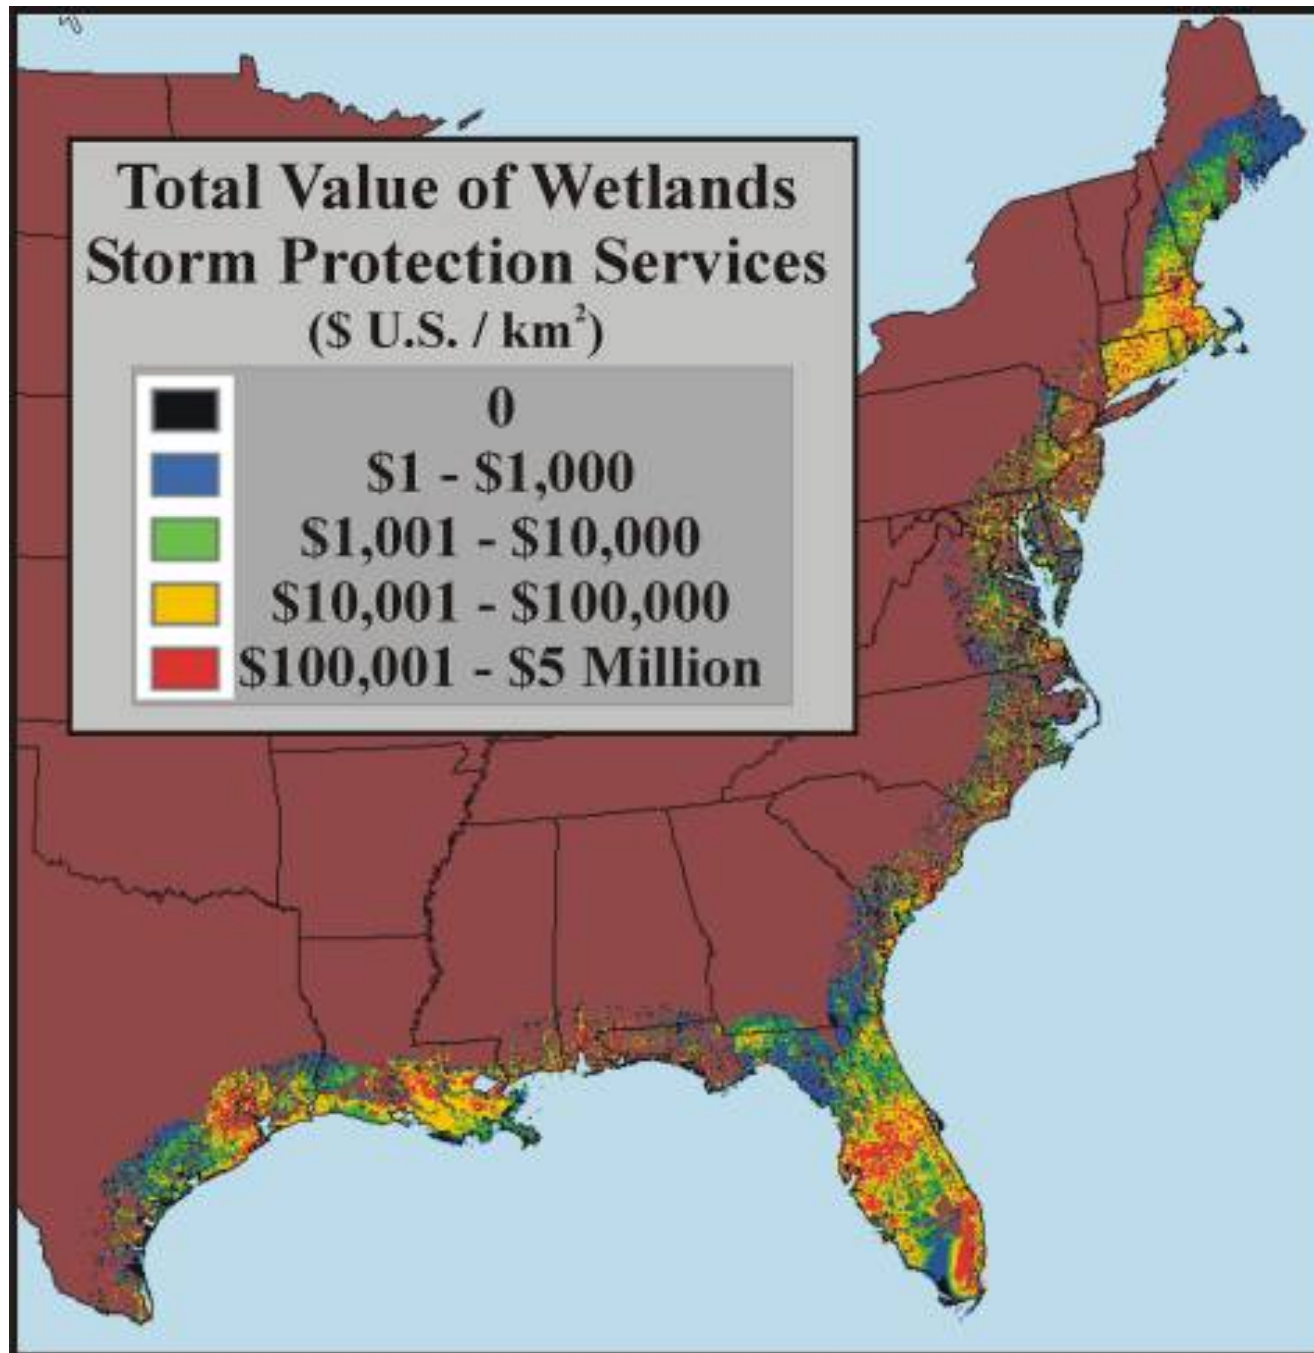 Total Value of Wetlands
Storm Protection Services
($ U.S. / km²)
0
$1 - $1,000
$1,001 - $10,000
$10,001 - $100,000
$100,001 - $5 Million